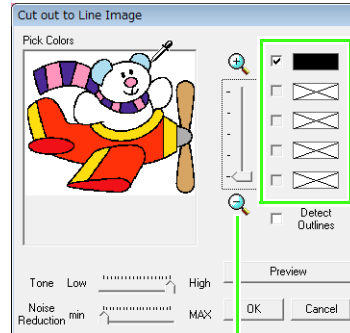 Cut out to Line Image
Pick Colors
Detect
Outlines
Tone Low High
Noise
Reduction min MAX
Preview
OK Cancel